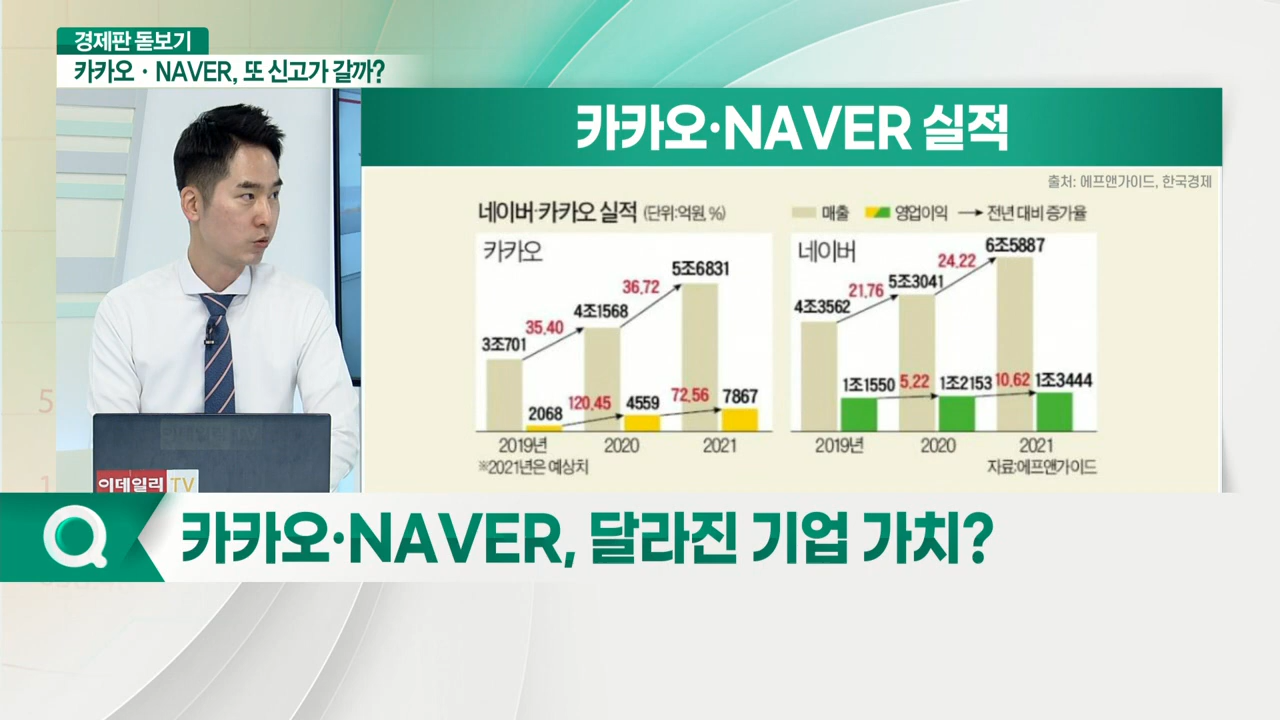 경제판 돋보기
카카오 · NAVER, 또 신고가 갈까?
카카오·NAVER 실적
출처: 에프앤가이드, 한국경제
네이버·카카오 실적 (단위:억원, %)
매출 영업이익 전년 대비 증가율
카카오
3조701
35.40
4조1568
36.72
5조6831
2068
120.45
4559
72.56
7867
2019년 2020 2021
※2021년은 예상치
네이버
4조3562
21.76
5조3041
24.22
6조5887
1조1550
5.22
1조2153
10.62
1조3444
2019년 2020 2021
자료:에프앤가이드
이데일리 TV
카카오·NAVER, 달라진 기업 가치?